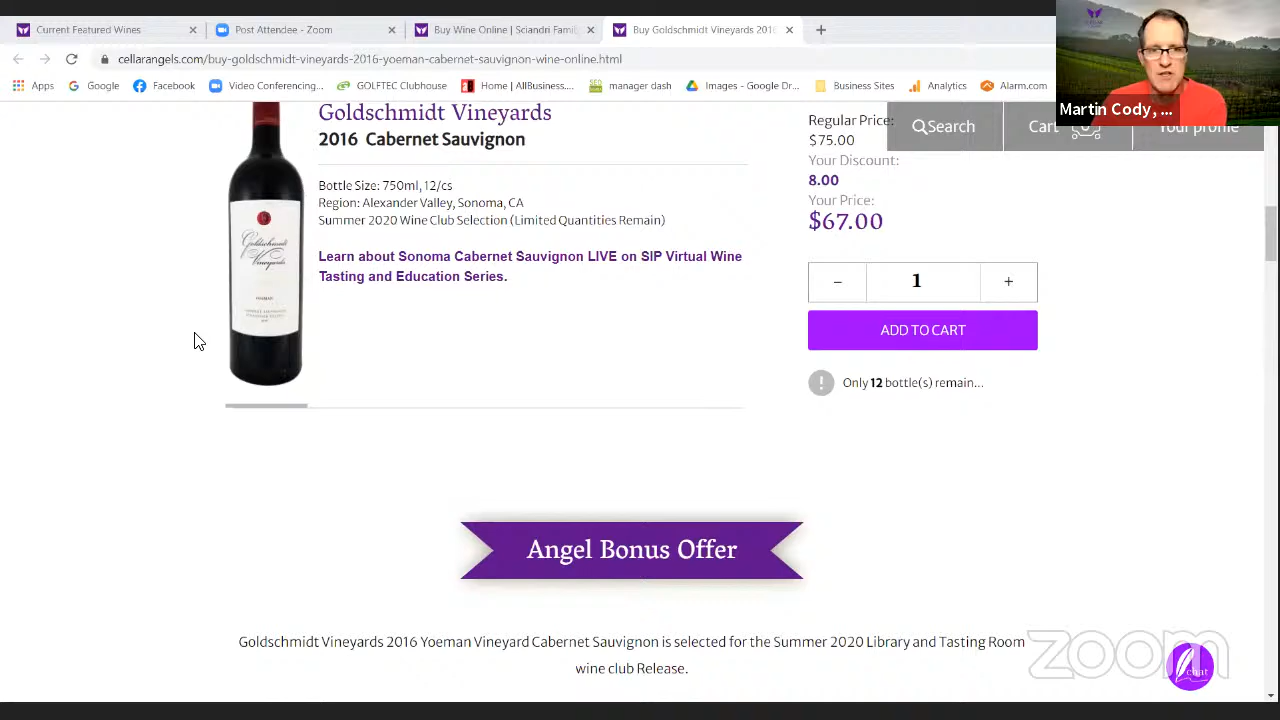 Current Featured Wines
Post Attendee - Zoom
Buy Wine Online | Sciandri Famil
Buy Goldschmidt Vineyards 2016
cellarangels.com/buy-goldschmidt-vineyards-2016-yoeman-cabernet-sauvignon-wine-online.html
Apps
Google
Facebook
Video Conferencing...
GOLFTEC Clubhouse
Home | AllBusiness....
manager dash
Images - Google Dr...
Business Sites
Analytics
Alarm.com
Martin Cody, ...
Search
Cart
Your profile
Goldschmidt Vineyards
2016 Cabernet Sauvignon
Bottle Size: 750ml, 12/cs
Region: Alexander Valley, Sonoma, CA
Summer 2020 Wine Club Selection (Limited Quantities Remain)
Learn about Sonoma Cabernet Sauvignon LIVE on SIP Virtual Wine
Tasting and Education Series.
Goldschmidt
Vineyards
Regular Price:
$75.00
Your Discount:
8.00
Your Price:
$67.00
− 1 +
ADD TO CART
! Only 12 bottle(s) remain...
Angel Bonus Offer
Goldschmidt Vineyards 2016 Yoeman Vineyard Cabernet Sauvignon is selected for the Summer 2020 Library and Tasting Room
wine club Release.
zoom
chat